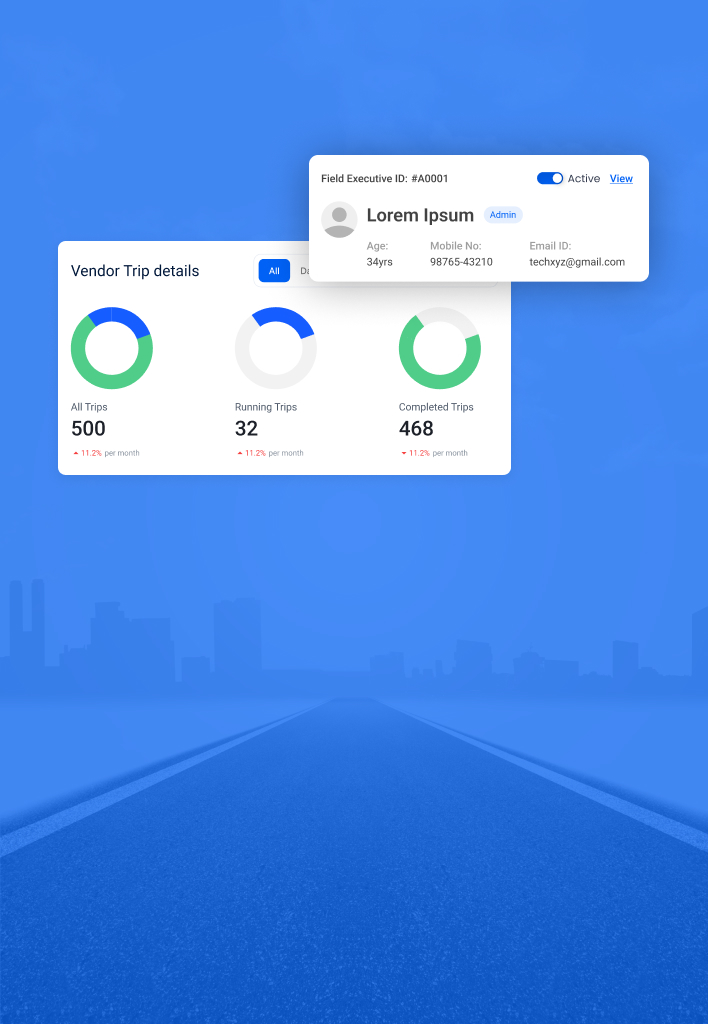 Field Executive ID: #A0001
Active View
Lorem Ipsum Admin
Age: Mobile No: Email ID:
34yrs 98765-43210 techxyz@gmail.com
Vendor Trip details All
All Trips Running Trips Completed Trips
500 32 468
11.2% per month 11.2% per month 11.2% per month